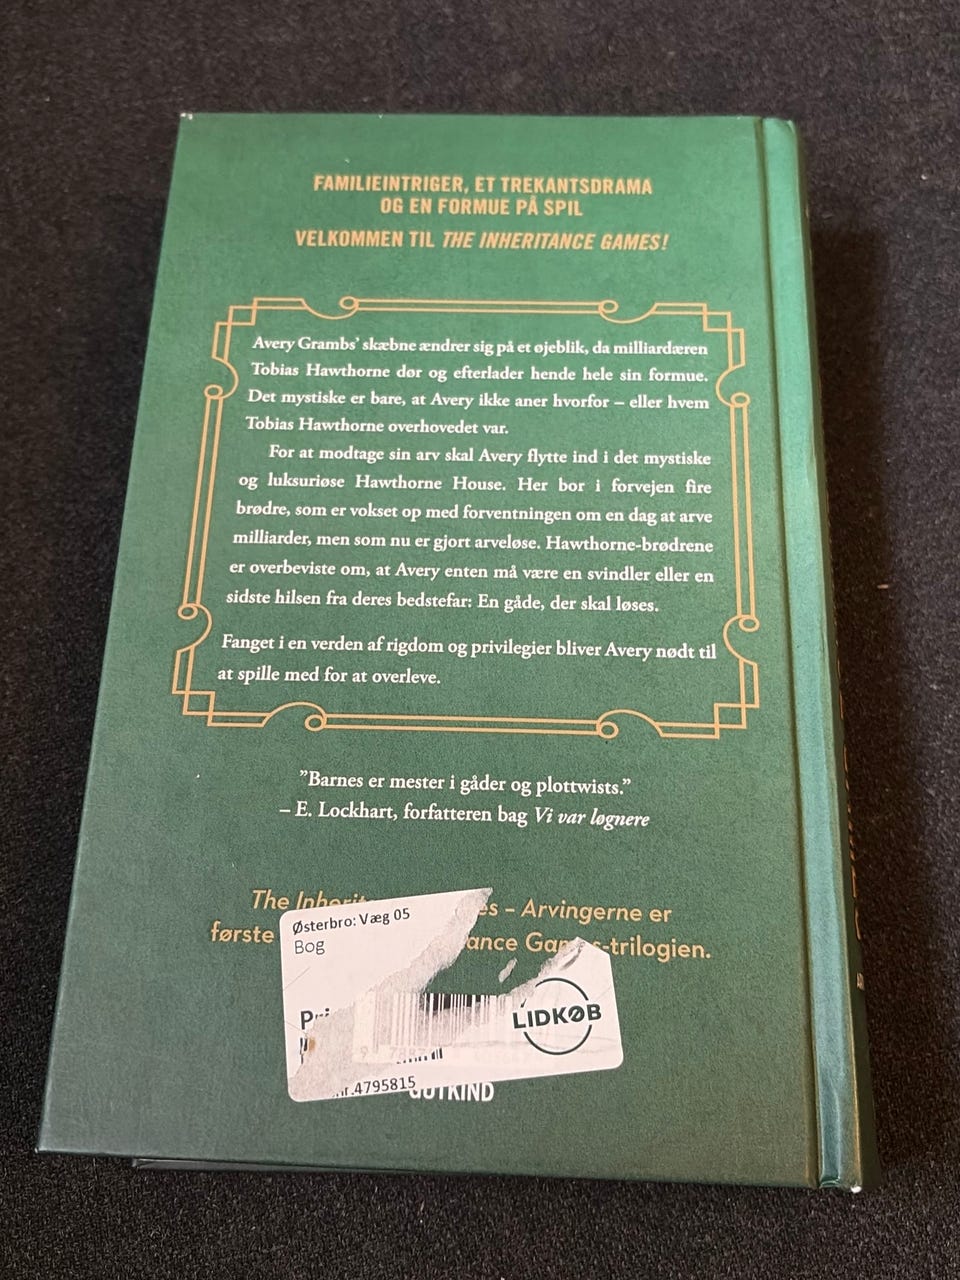 FAMILIEINTRIGER, ET TREKANTSDRAMA
OG EN FORMUE PÅ SPIL
VELKOMMEN TIL THE INHERITANCE GAMES!
Avery Grambs’ skæbne ændrer sig på et øjeblik, da milliardæren
Tobias Hawthorne dør og efterlader hende hele sin formue.
Det mystiske er bare, at Avery ikke aner hvorfor – eller hvem
Tobias Hawthorne overhovedet var.
For at modtage sin arv skal Avery flytte ind i det mystiske
og luksuriøse Hawthorne House. Her bor i forvejen fire
brødre, som er vokset op med forventningen om en dag at arve
milliarder, men som nu er gjort arveløse. Hawthorne-brødrene
er overbeviste om, at Avery enten må være en svindler eller en
sidste hilsen fra deres bedstefar: En gåde, der skal løses.
Fanget i en verden af rigdom og privilegier bliver Avery nødt til
at spille med for at overleve.
”Barnes er mester i gåder og plottwists.”
– E. Lockhart, forfatteren bag Vi var løgnere
The – Arvingerne er
første -trilogien.
Østerbro: Væg 05
Bog
LIDKØB
4795815
GUTKIND